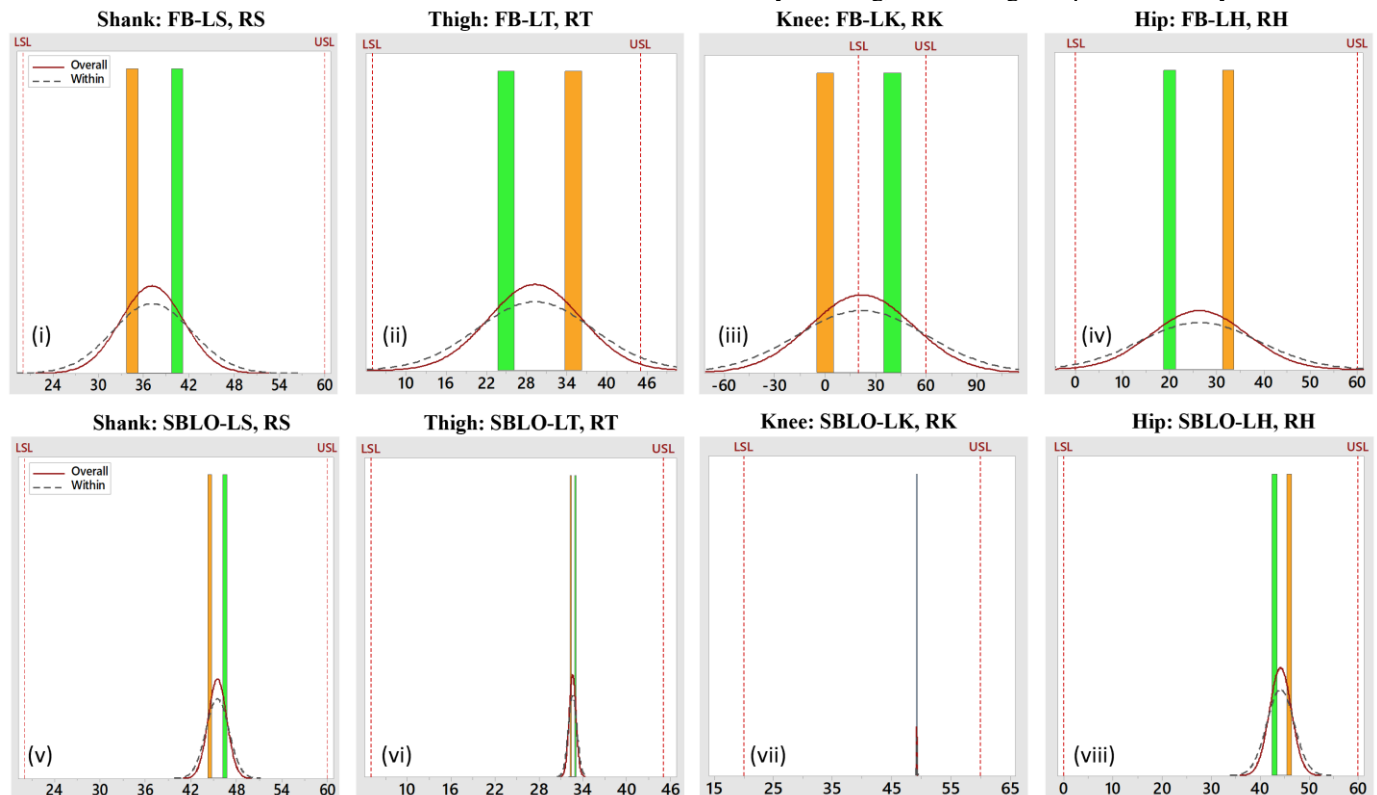 Shank: FB-LS, RS
LSL USL
Overall
Within
(i)
24 30 36 42 48 54 60
Thigh: FB-LT, RT
LSL USL
(ii)
10 16 22 28 34 40 46
Knee: FB-LK, RK
LSL USL
(iii)
-60 -30 0 30 60 90
Hip: FB-LH, RH
LSL USL
(iv)
0 10 20 30 40 50 60
Shank: SBLO-LS, RS
LSL USL
Overall
Within
(v)
24 30 36 42 48 54 60
Thigh: SBLO-LT, RT
LSL USL
(vi)
10 16 22 28 34 40 46
Knee: SBLO-LK, RK
LSL USL
(vii)
15 25 35 45 55 65
Hip: SBLO-LH, RH
LSL USL
(viii)
0 10 20 30 40 50 60